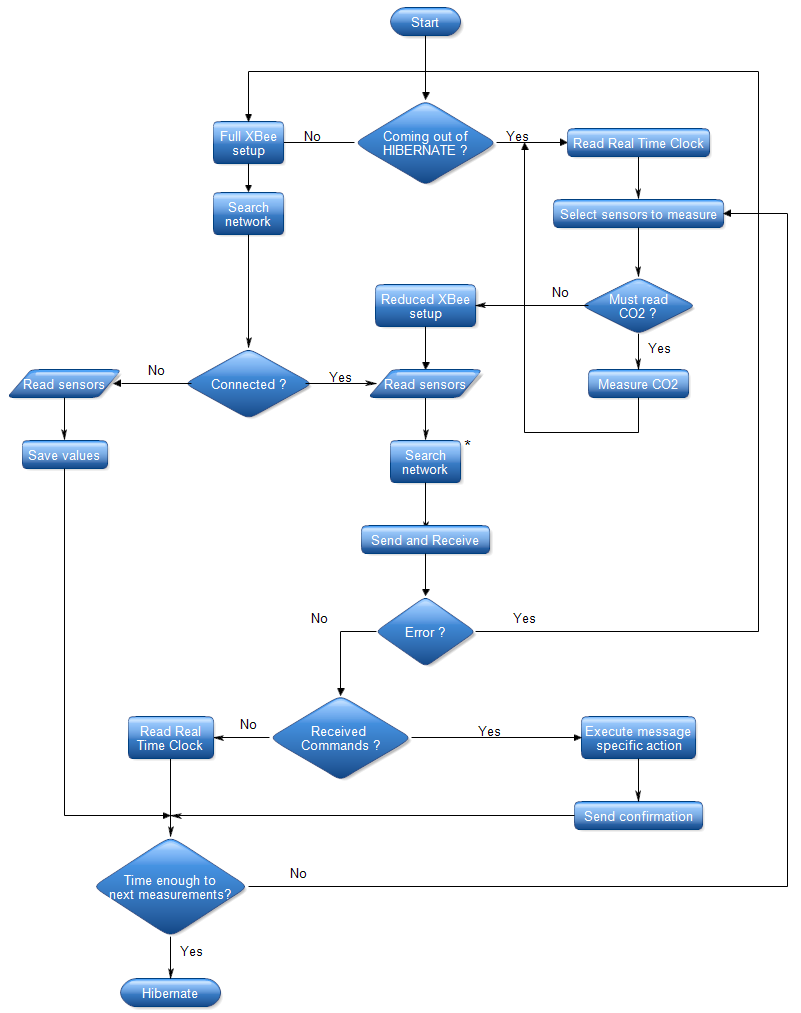 Start
Coming out of
HIBERNATE ?
No
Yes
Full XBee
setup
Read Real Time Clock
Search
network
Select sensors to measure
Must read
CO2 ?
No
Yes
Reduced XBee
setup
Measure CO2
Connected ?
No
Yes
Read sensors
Read sensors
Save values
Search
network
*
Send and Receive
Error ?
No
Yes
Received
Commands ?
No
Yes
Read Real
Time Clock
Execute message
specific action
Send confirmation
Time enough to
next measurements?
No
Yes
Hibernate